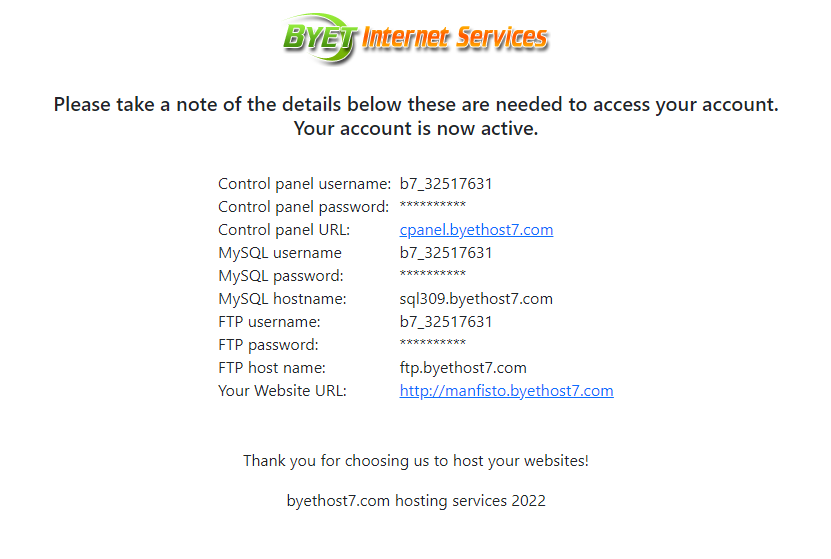 BYET Internet Services
Please take a note of the details below these are needed to access your account.
Your account is now active.
Control panel username: b7_32517631
Control panel password: **********
Control panel URL: cpanel.byethost7.com
MySQL username b7_32517631
MySQL password: **********
MySQL hostname: sql309.byethost7.com
FTP username: b7_32517631
FTP password: **********
FTP host name: ftp.byethost7.com
Your Website URL: http://manfisto.byethost7.com
Thank you for choosing us to host your websites!
byethost7.com hosting services 2022